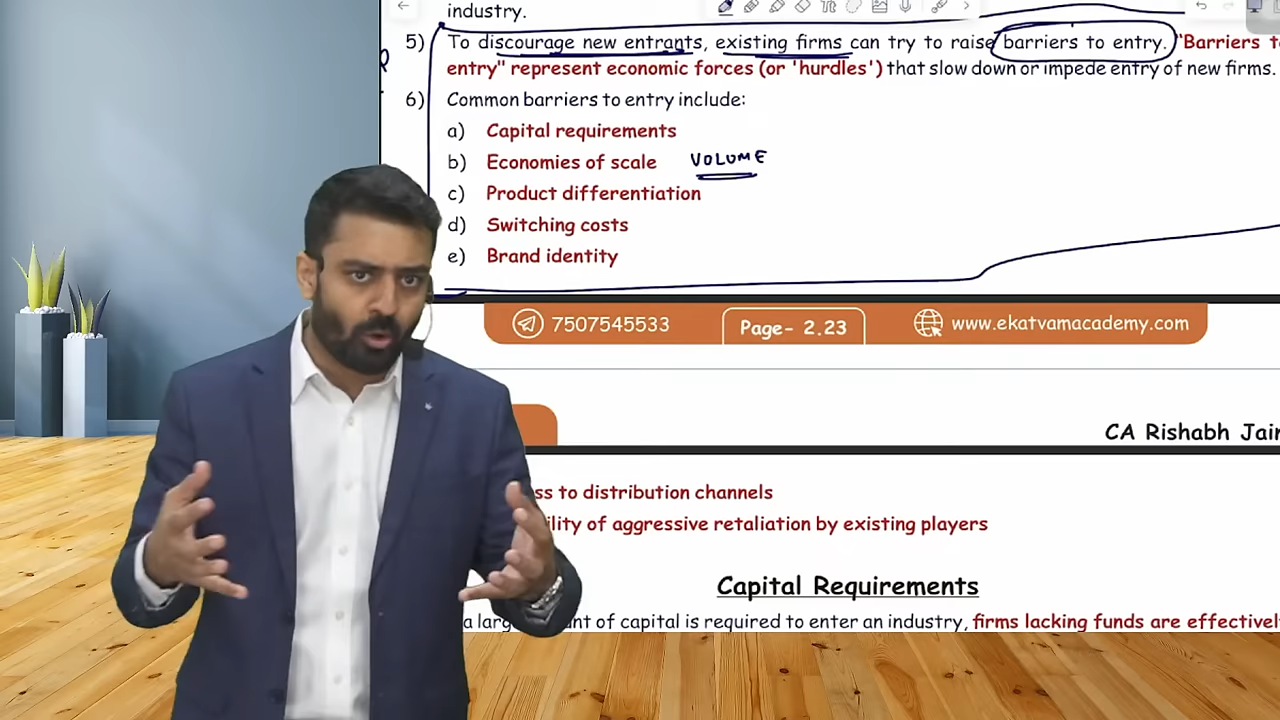 industry.
5) To discourage new entrants, existing firms can try to raise barriers to entry. "Barriers to
entry" represent economic forces (or 'hurdles') that slow down or impede entry of new firms.
6) Common barriers to entry include:
a) Capital requirements
b) Economies of scale VOLUME
c) Product differentiation
d) Switching costs
e) Brand identity
7507545533 Page- 2.23 www.ekatvamacademy.com
CA Rishabh Jain
ss to distribution channels
ility of aggressive retaliation by existing players
Capital Requirements
a larg nt of capital is required to enter an industry, firms lacking funds are effectivel